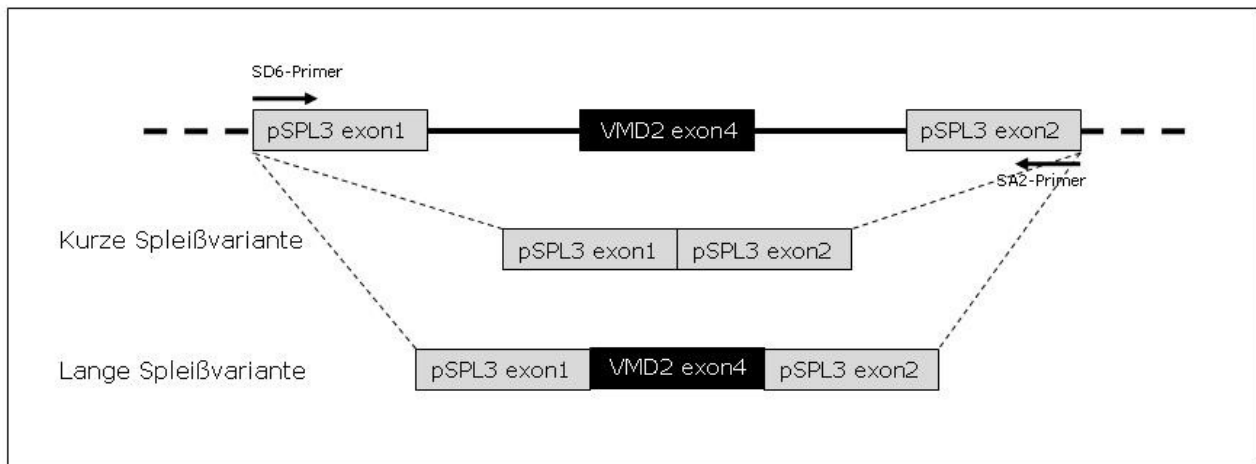 SD6-Primer
pSPL3 exon1 VMD2 exon4 pSPL3 exon2
SA2-Primer
Kurze Spleißvariante pSPL3 exon1 pSPL3 exon2
Lange Spleißvariante pSPL3 exon1 VMD2 exon4 pSPL3 exon2